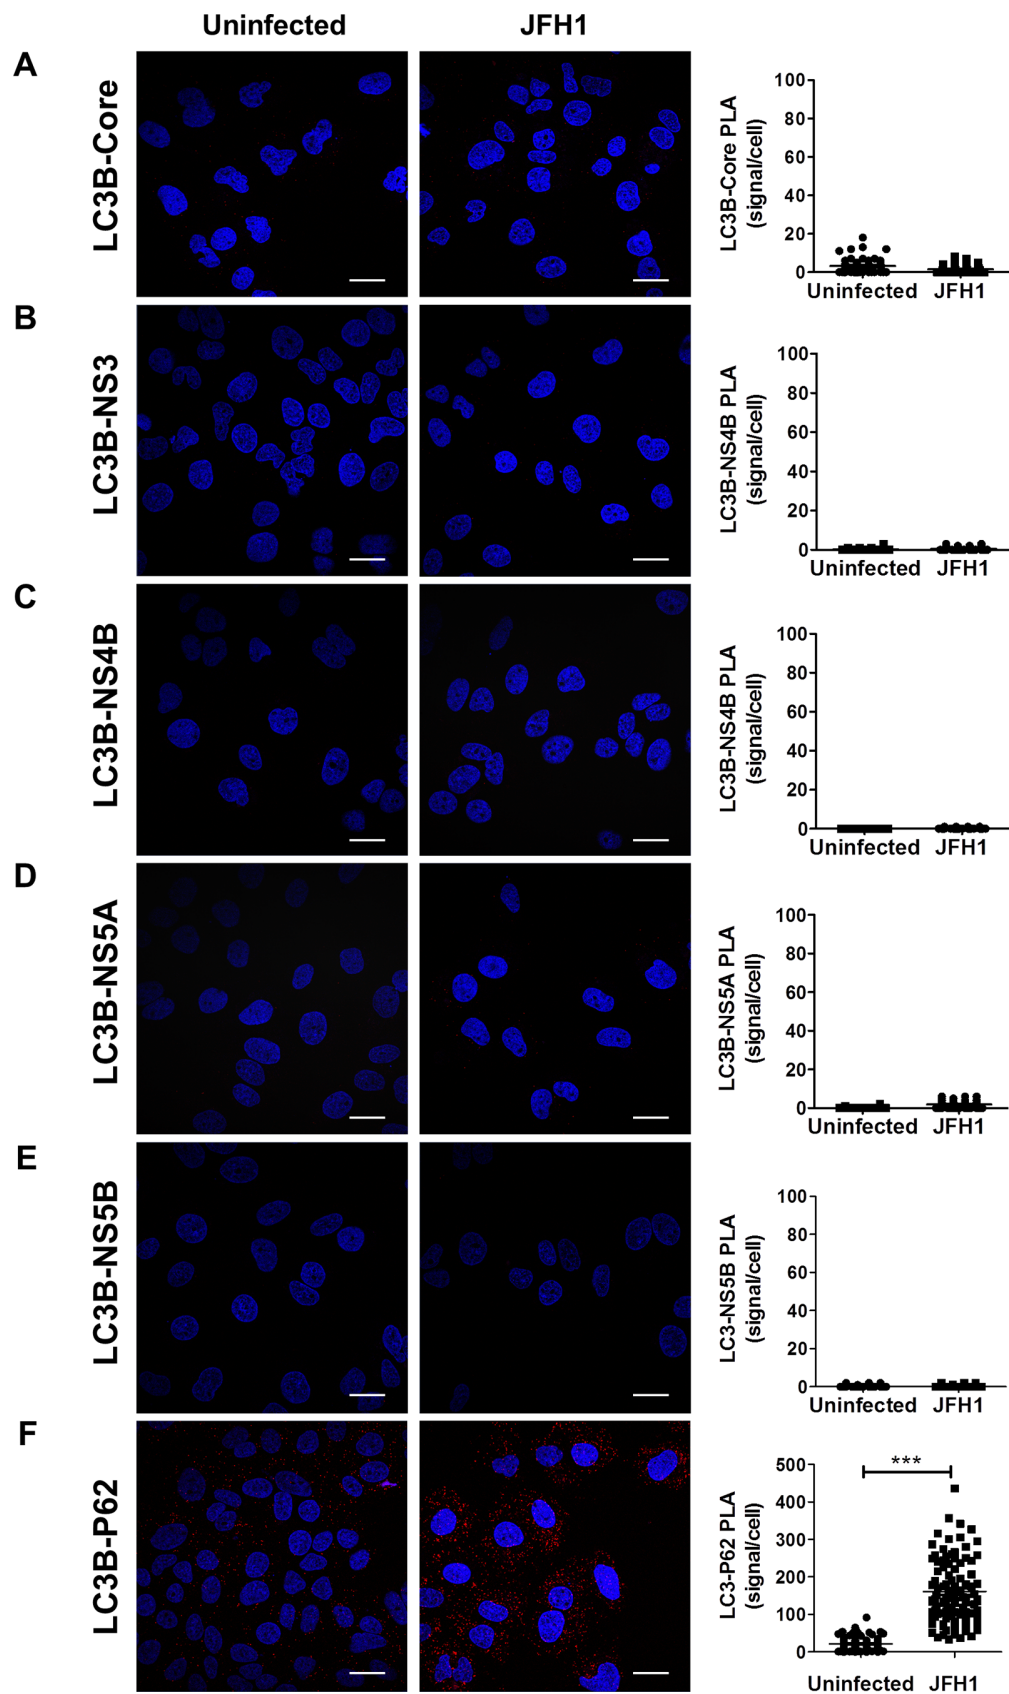 Uninfected JFH1
A
LC3B-Core
LC3B-Core PLA
(signal/cell)
100
80
60
40
20
0
Uninfected JFH1
B
LC3B-NS3
LC3B-NS4B PLA
(signal/cell)
100
80
60
40
20
0
Uninfected JFH1
C
LC3B-NS4B
LC3B-NS4B PLA
(signal/cell)
100
80
60
40
20
0
Uninfected JFH1
D
LC3B-NS5A
LC3B-NS5A PLA
(signal/cell)
100
80
60
40
20
0
Uninfected JFH1
E
LC3B-NS5B
LC3-NS5B PLA
(signal/cell)
100
80
60
40
20
0
Uninfected JFH1
F
LC3B-P62
LC3-P62 PLA
(signal/cell)
500
400
300
200
100
0
***
Uninfected JFH1